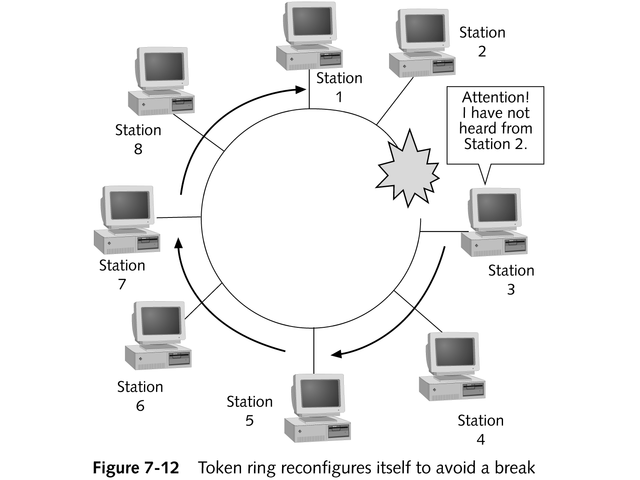 Station
1
Station
2
Attention!
I have not
heard from
Station 2.
Station
3
Station
4
Station
5
Station
6
Station
7
Station
8
Figure 7-12 Token ring reconfigures itself to avoid a break